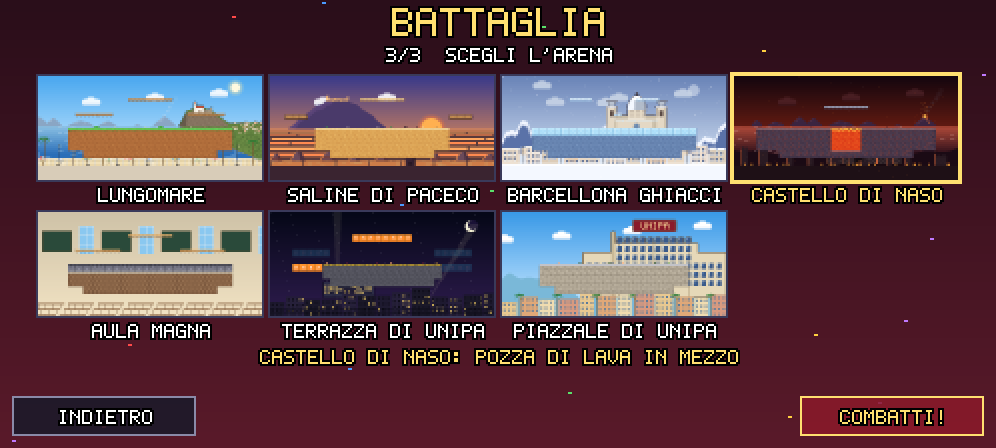 BATTAGLIA
3/3 SCEGLI L'ARENA
LUNGOMARE
SALINE DI PACECO
BARCELLONA GHIACCI
CASTELLO DI NASO
UNIPA
AULA MAGNA
TERRAZZA DI UNIPA
PIAZZALE DI UNIPA
CASTELLO DI NASO: POZZA DI LAVA IN MEZZO
INDIETRO
COMBATTI!